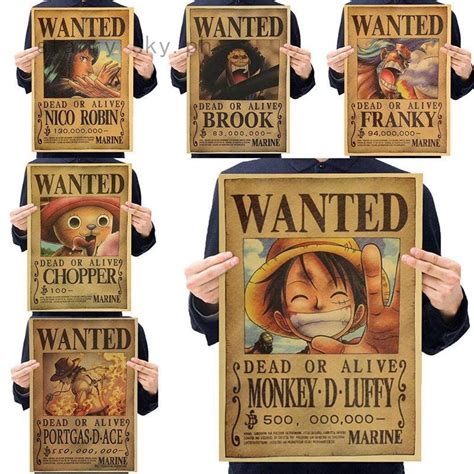 WANTED
DEAD OR ALIVE
NICO ROBIN
฿ 130,000,000—
MARINE
WANTED
DEAD OR ALIVE
BROOK
฿ 83,000,000—
MARINE
WANTED
DEAD OR ALIVE
FRANKY
฿ 94,000,000—
MARINE
WANTED
DEAD OR ALIVE
CHOPPER
฿ 100—
MARINE
WANTED
DEAD OR ALIVE
MONKEY·D·LUFFY
฿ 500, 000,000—
MARINE
WANTED
DEAD OR ALIVE
PORTGAS·D·ACE
฿ 550,000,000—
MARINE